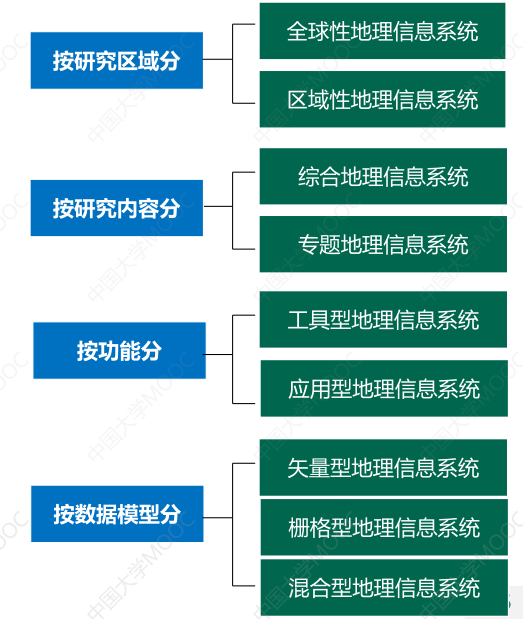 按研究区域分
全球性地理信息系统
区域性地理信息系统
按研究内容分
综合地理信息系统
专题地理信息系统
按功能分
工具型地理信息系统
应用型地理信息系统
按数据模型分
矢量型地理信息系统
栅格型地理信息系统
混合型地理信息系统
中国大学MOOC